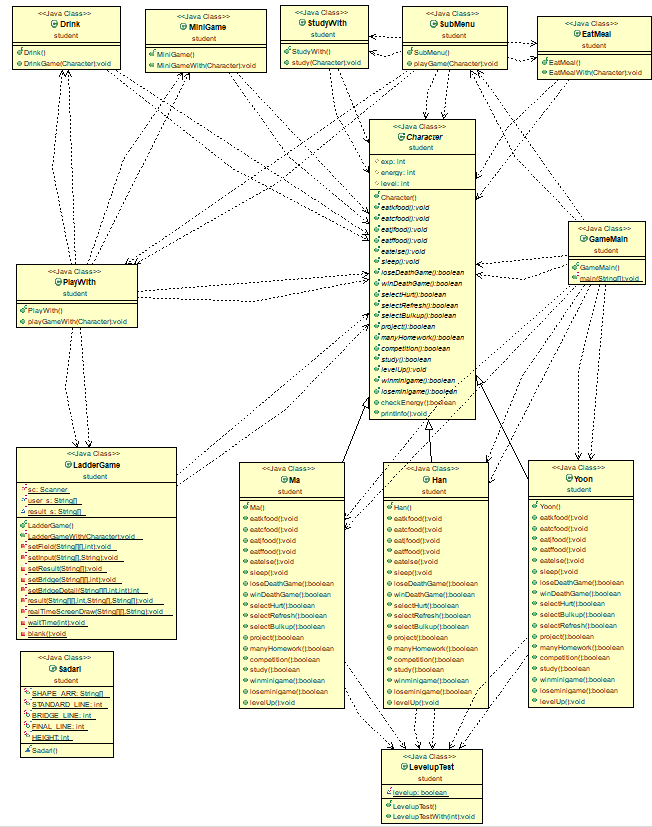 <<Java Class>>
Drink
student
Drink()
DrinkGame(Character):void
<<Java Class>>
MiniGame
student
MiniGame()
MiniGameWith(Character):void
<<Java Class>>
StudyWith
student
StudyWith()
study(Character):void
<<Java Class>>
SubMenu
student
SubMenu()
playGame(Character):void
<<Java Class>>
EatMeal
student
EatMeal()
EatMealWith(Character):void
<<Java Class>>
Character
student
exp: int
energy: int
level: int
Character()
eatkfood():void
eatcfood():void
eatjfood():void
eatffood():void
eatelse():void
sleep():void
loseDeathGame():boolean
winDeathGame():boolean
selectHurt():boolean
selectRefresh():boolean
selectBulkup():boolean
project():boolean
manyHomework():boolean
competition():boolean
study():boolean
levelUp():void
winminigame():boolean
loseminigame():boolean
checkEnergy():boolean
printInfo():void
<<Java Class>>
GameMain
student
GameMain()
main(String[]):void
<<Java Class>>
PlayWith
student
PlayWith()
playGameWith(Character):void
<<Java Class>>
LadderGame
student
sc: Scanner
user_s: String[]
result_s: String[]
LadderGame()
LadderGameWith(Character):void
setField(String[][],int):void
setInput(String[],String):void
setResult(String[]):void
setBridge(String[][],int):void
setBridgeDetail(String[][],int,int):int
result(String[][],int,String[],String[]):void
realTimeScreenDraw(String[][],String):void
waitTime(int):void
blank():void
<<Java Class>>
Ma
student
Ma()
eatkfood():void
eatcfood():void
eatjfood():void
eatffood():void
eatelse():void
sleep():void
loseDeathGame():boolean
winDeathGame():boolean
selectHurt():boolean
selectRefresh():boolean
selectBulkup():boolean
project():boolean
manyHomework():boolean
competition():boolean
study():boolean
winminigame():boolean
loseminigame():boolean
levelUp():void
<<Java Class>>
Han
student
Han()
eatkfood():void
eatcfood():void
eatjfood():void
eatffood():void
eatelse():void
sleep():void
loseDeathGame():boolean
winDeathGame():boolean
selectHurt():boolean
selectRefresh():boolean
selectBulkup():boolean
project():boolean
manyHomework():boolean
competition():boolean
study():boolean
winminigame():boolean
loseminigame():boolean
levelUp():void
<<Java Class>>
Yoon
student
Yoon()
eatkfood():void
eatcfood():void
eatjfood():void
eatffood():void
eatelse():void
sleep():void
loseDeathGame():boolean
winDeathGame():boolean
selectHurt():boolean
selectRefresh():boolean
selectBulkup():boolean
project():boolean
manyHomework():boolean
competition():boolean
study():boolean
winminigame():boolean
loseminigame():boolean
levelUp():void
<<Java Class>>
Sadari
student
SHAPE_ARR: String[]
STANDARD_LINE: int
BRIDGE_LINE: int
FINAL_LINE: int
HEIGHT: int
Sadari()
<<Java Class>>
LevelupTest
student
levelup: boolean
LevelupTest()
LevelupTestWith(int):void